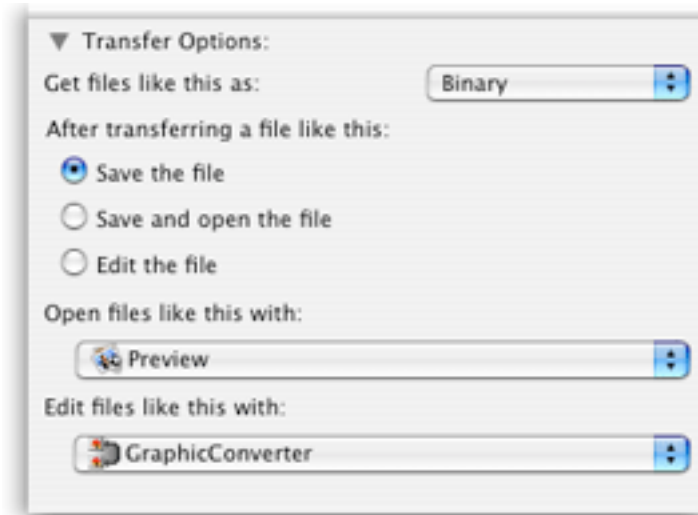 Transfer Options:
Get files like this as: Binary
After transferring a file like this:
Save the file
Save and open the file
Edit the file
Open files like this with:
Preview
Edit files like this with:
GraphicConverter